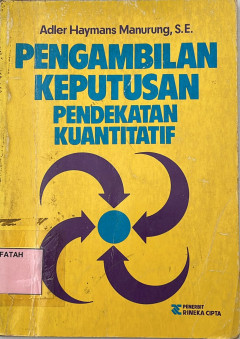 Adler Haymans Manurung, S.E.
PENGAMBILAN
KEPUTUSAN
PENDEKATAN
KUANTITATIF
FATAH
PENERBIT
RINEKA CIPTA